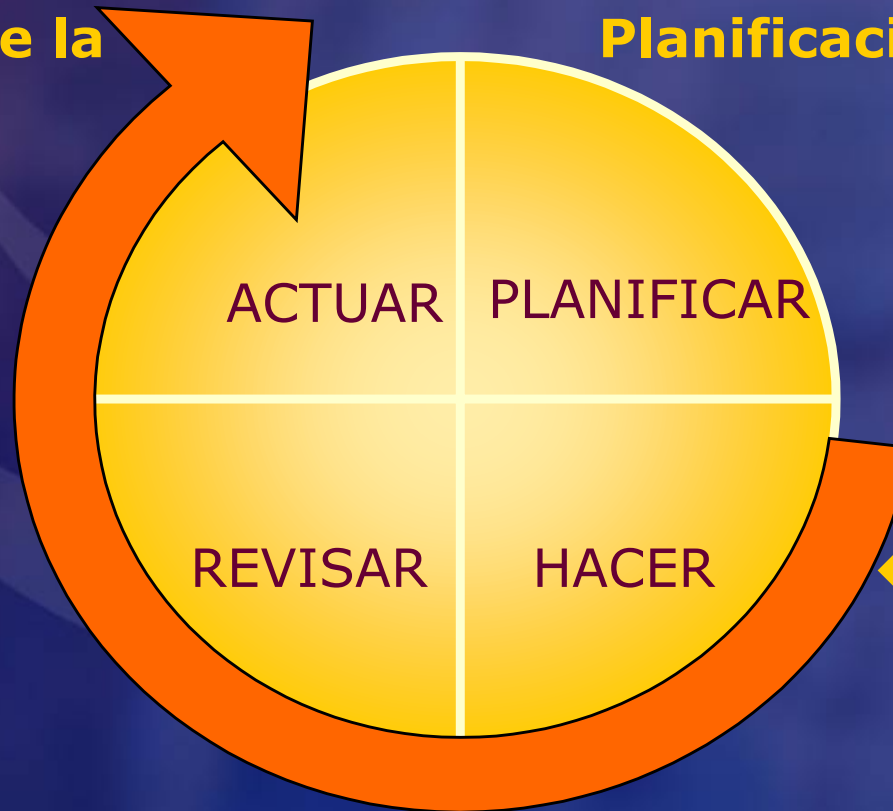 e la
Planificaci
ACTUAR
PLANIFICAR
REVISAR
HACER